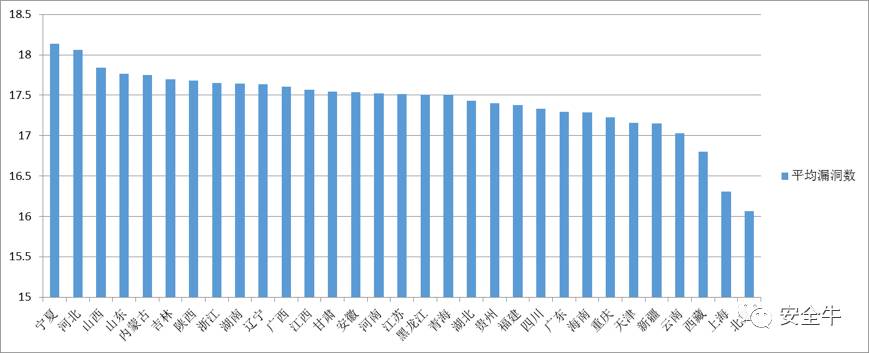 18.5
18
17.5
17
16.5
16
15.5
15
宁夏
河北
山西
山东
内蒙古
吉林
陕西
浙江
湖南
辽宁
广西
江西
甘肃
安徽
河南
江苏
黑龙江
青海
湖北
贵州
福建
四川
广东
海南
重庆
天津
新疆
云南
西藏
上海
北
平均漏洞数
安全牛